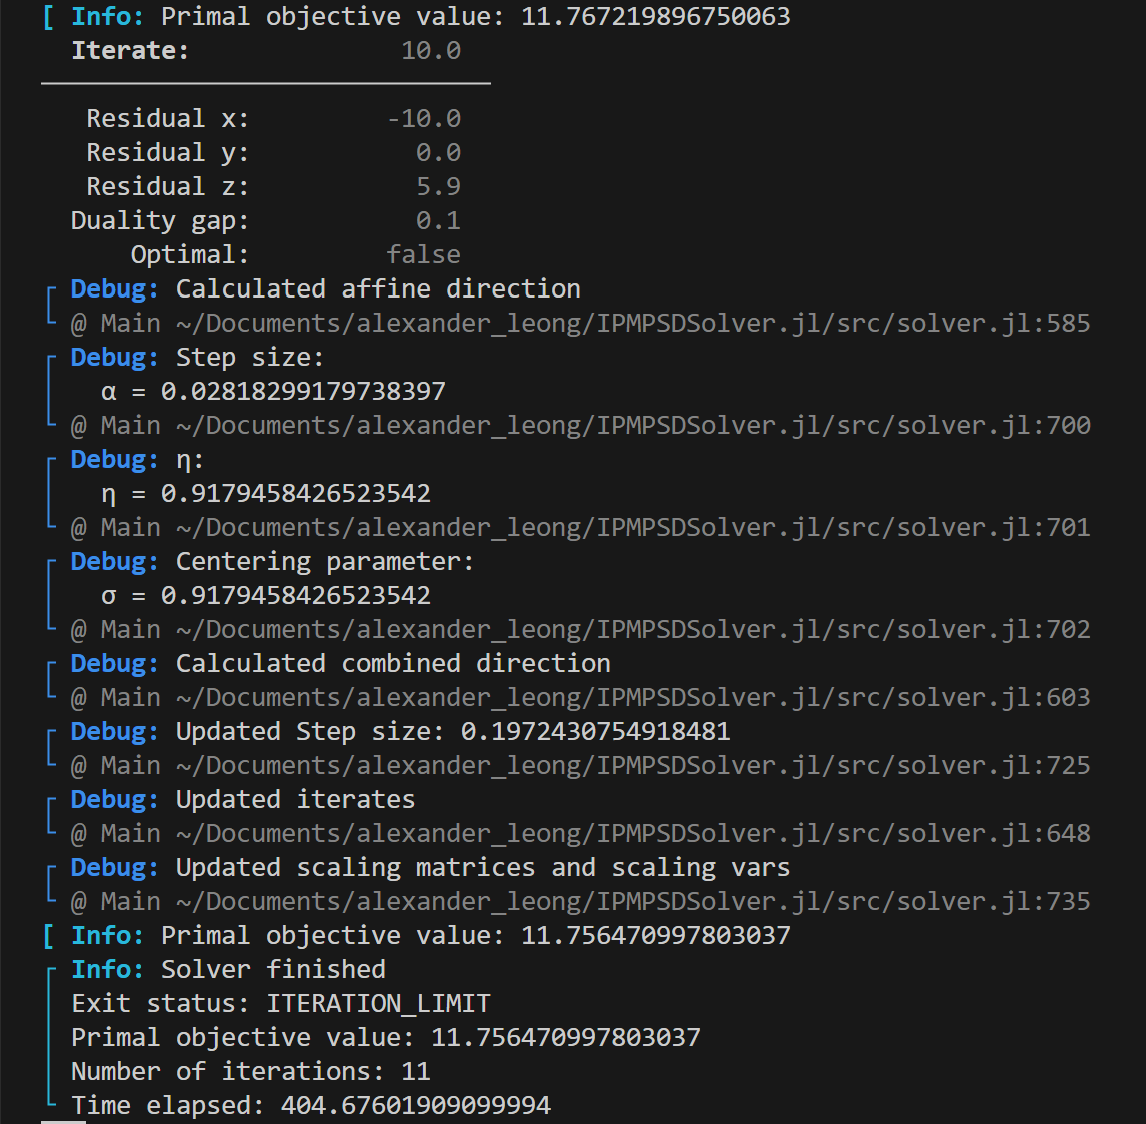 [ Info: Primal objective value: 11.767219896750063
Iterate: 10.0
Residual x: -10.0
Residual y: 0.0
Residual z: 5.9
Duality gap: 0.1
Optimal: false
Debug: Calculated affine direction
@ Main ~/Documents/alexander_leong/IPMPSDSolver.jl/src/solver.jl:585
Debug: Step size:
α = 0.02818299179738397
@ Main ~/Documents/alexander_leong/IPMPSDSolver.jl/src/solver.jl:700
Debug: η:
η = 0.9179458426523542
@ Main ~/Documents/alexander_leong/IPMPSDSolver.jl/src/solver.jl:701
Debug: Centering parameter:
σ = 0.9179458426523542
@ Main ~/Documents/alexander_leong/IPMPSDSolver.jl/src/solver.jl:702
Debug: Calculated combined direction
@ Main ~/Documents/alexander_leong/IPMPSDSolver.jl/src/solver.jl:603
Debug: Updated Step size: 0.1972430754918481
@ Main ~/Documents/alexander_leong/IPMPSDSolver.jl/src/solver.jl:725
Debug: Updated iterates
@ Main ~/Documents/alexander_leong/IPMPSDSolver.jl/src/solver.jl:648
Debug: Updated scaling matrices and scaling vars
@ Main ~/Documents/alexander_leong/IPMPSDSolver.jl/src/solver.jl:735
[ Info: Primal objective value: 11.756470997803037
Info: Solver finished
Exit status: ITERATION_LIMIT
Primal objective value: 11.756470997803037
Number of iterations: 11
Time elapsed: 404.67601909099994